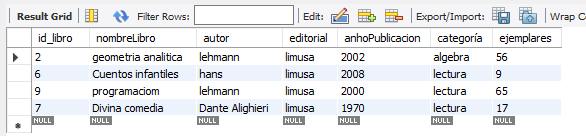 Result Grid Filter Rows: Edit: Export/Import: Wrap Ce
id_libro nombreLibro autor editorial anhoPublicacion categoría ejemplares
2 geometria analitica lehmann limusa 2002 algebra 56
6 Cuentos infantiles hans limusa 2008 lectura 9
9 programaciom lehmann limusa 2000 lectura 65
7 Divina comedia Dante Alighieri limusa 1970 lectura 17
NULL NULL NULL NULL NULL NULL NULL